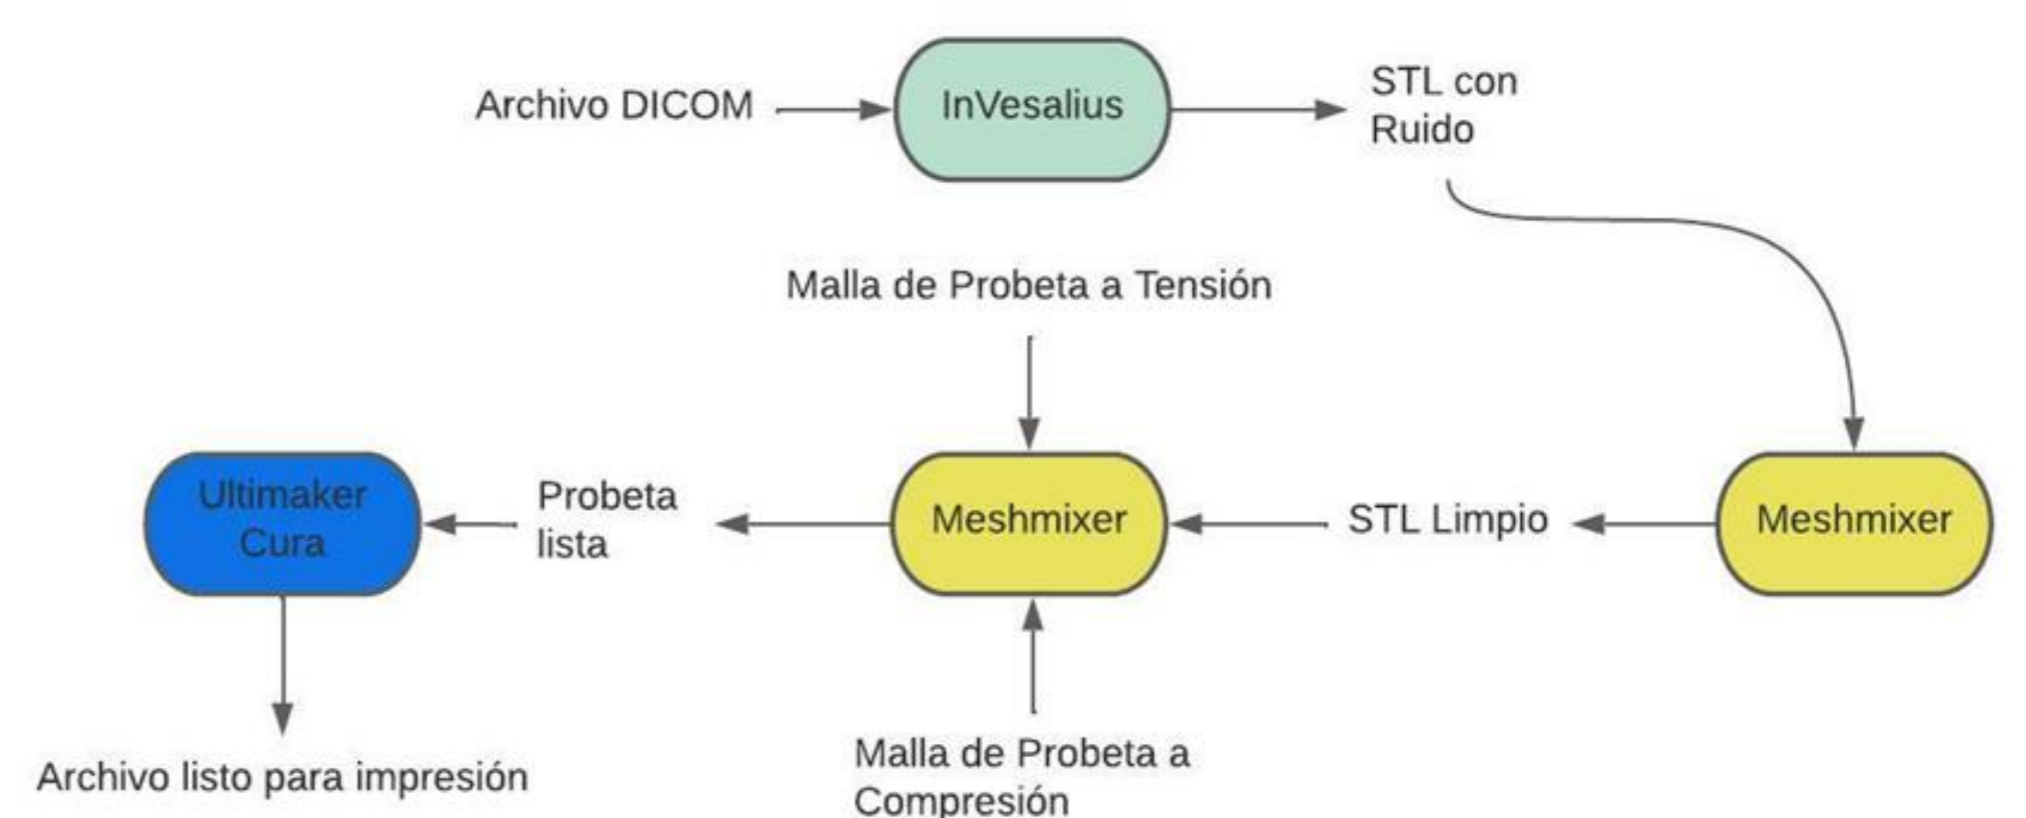 Archivo DICOM
InVesalius
STL con
Ruido
Malla de Probeta a Tensión
Ultimaker
Cura
Probeta
lista
Meshmixer
STL Limpio
Meshmixer
Malla de Probeta a
Compresión
Archivo listo para impresión